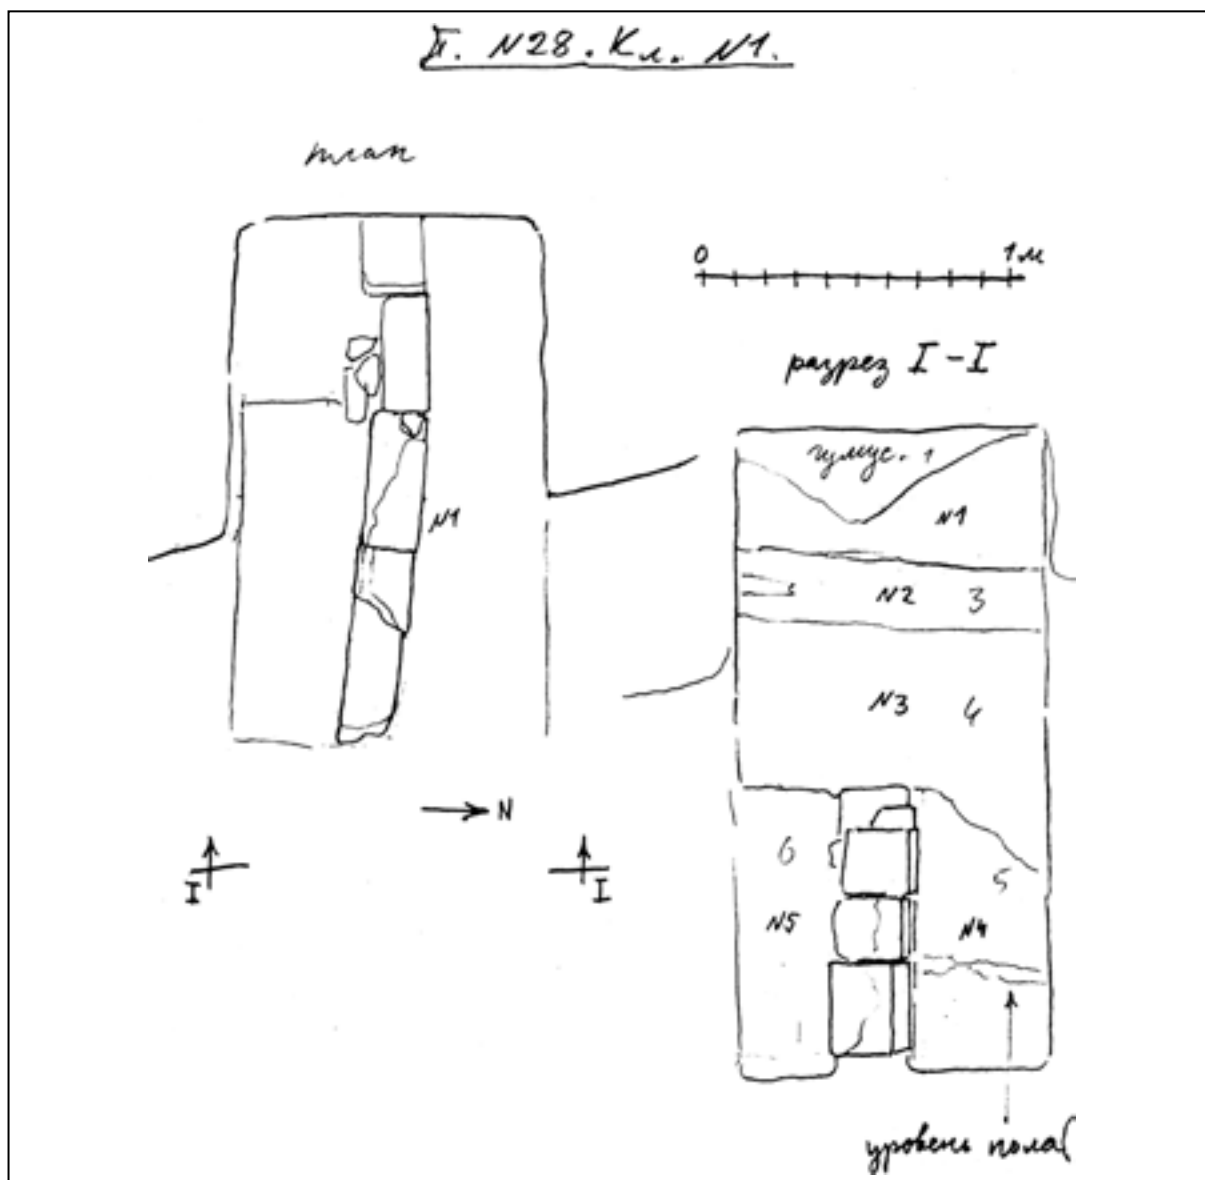 N28. Кл. N1.
план
0 1м
разрез I-I
гумус. 1
N1
N1
N2 3
N3 4
6 5
N5 N4
N
I I
уровень пола